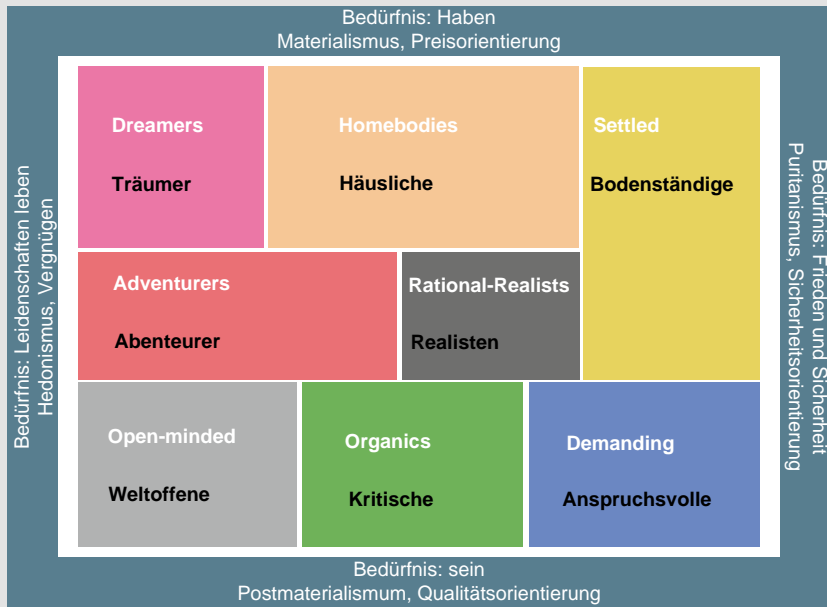 Bedürfnis: Haben
Materialismus, Preisorientierung
Bedürfnis: Leidenschaften leben
Hedonismus, Vergnügen
Dreamers
Träumer
Homebodies
Häusliche
Settled
Bodenständige
Adventurers
Abenteurer
Rational-Realists
Realisten
Open-minded
Weltoffene
Organics
Kritische
Demanding
Anspruchsvolle
Bedürfnis: Frieden und Sicherheit
Puritanismus, Sicherheitsorientierung
Bedürfnis: sein
Postmaterialismum, Qualitätsorientierung